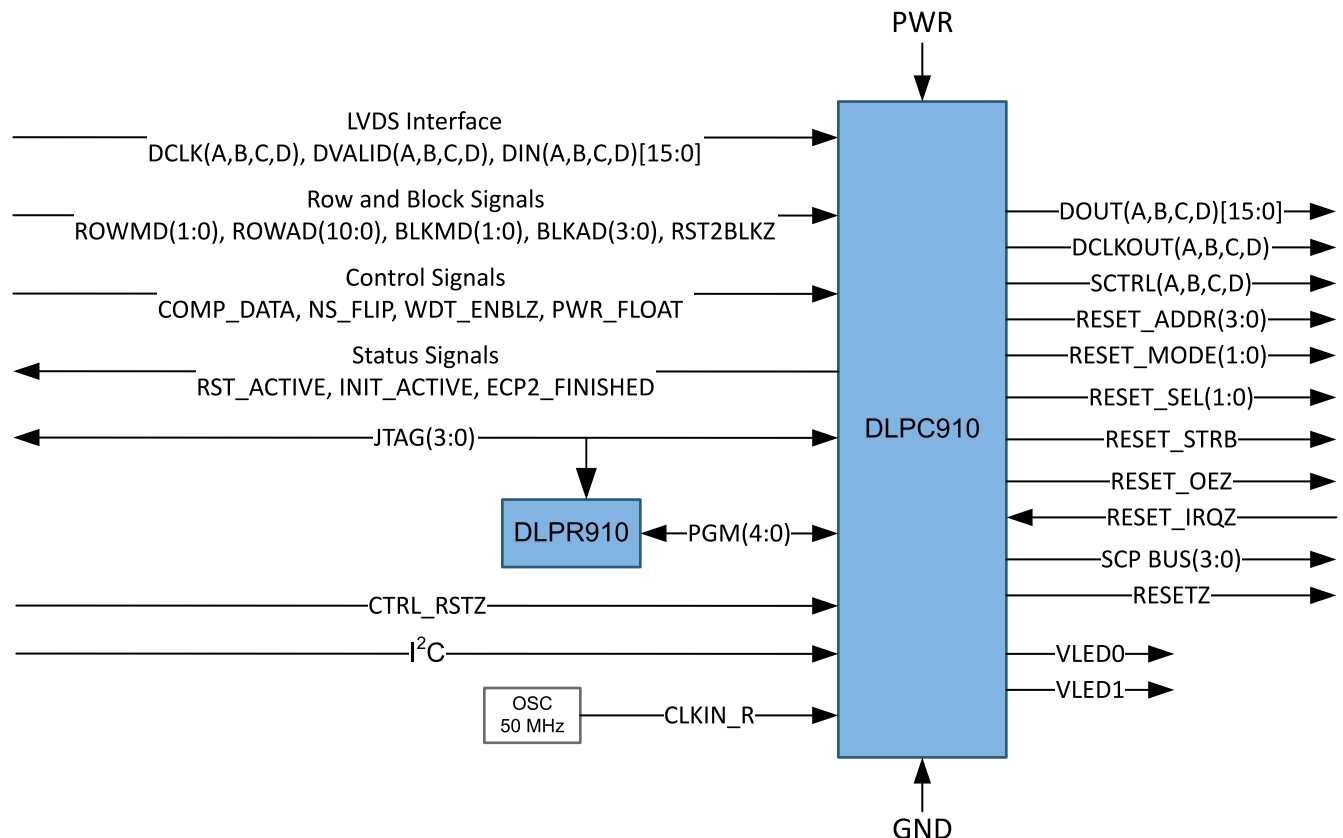 PWR
LVDS Interface
DCLK(A,B,C,D), DVALID(A,B,C,D), DIN(A,B,C,D)[15:0]
Row and Block Signals
ROWMD(1:0), ROWAD(10:0), BLKMD(1:0), BLKAD(3:0), RST2BLKZ
Control Signals
COMP_DATA, NS_FLIP, WDT_ENBLZ, PWR_FLOAT
Status Signals
RST_ACTIVE, INIT_ACTIVE, ECP2_FINISHED
JTAG(3:0)
DLPR910
PGM(4:0)
CTRL_RSTZ
I²C
OSC
50 MHz
CLKIN_R
DLPC910
DOUT(A,B,C,D)[15:0]
DCLKOUT(A,B,C,D)
SCTRL(A,B,C,D)
RESET_ADDR(3:0)
RESET_MODE(1:0)
RESET_SEL(1:0)
RESET_STRB
RESET_OEZ
RESET_IRQZ
SCP BUS(3:0)
RESETZ
VLED0
VLED1
GND